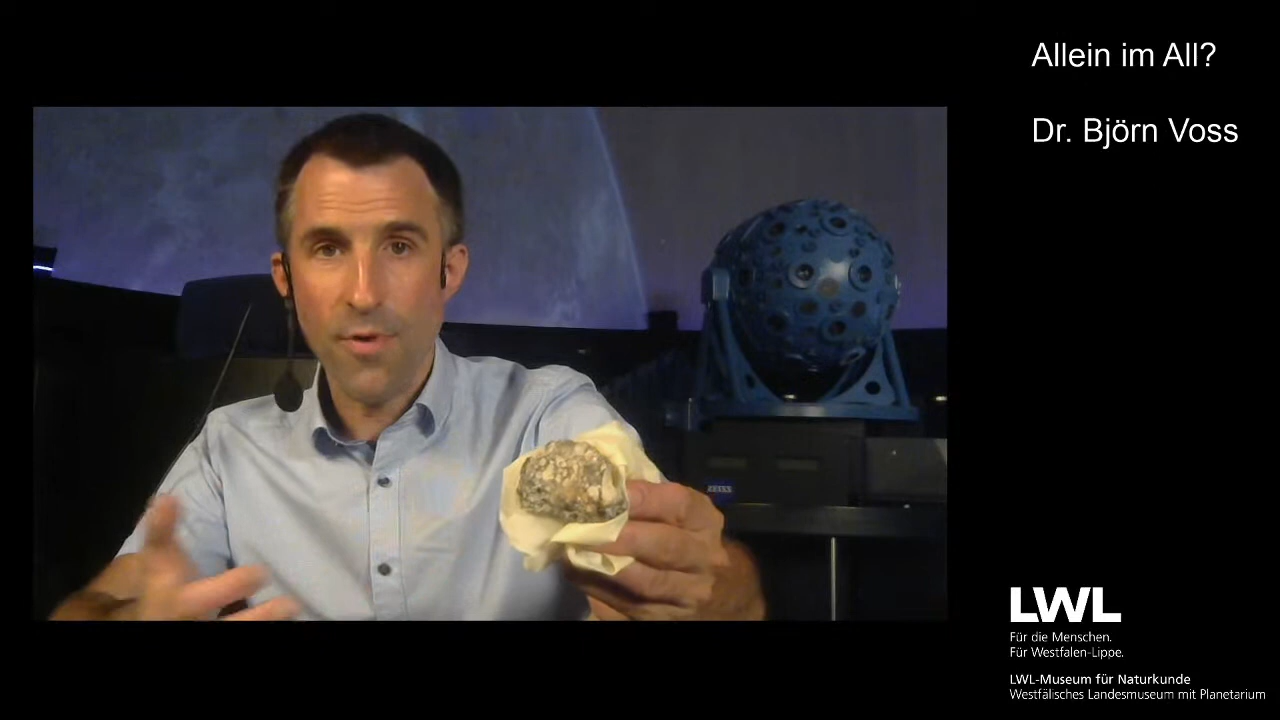 Allein im All?
Dr. Björn Voss
ZEISS
LWL
Für die Menschen.
Für Westfalen-Lippe.
LWL-Museum für Naturkunde
Westfälisches Landesmuseum mit Planetarium